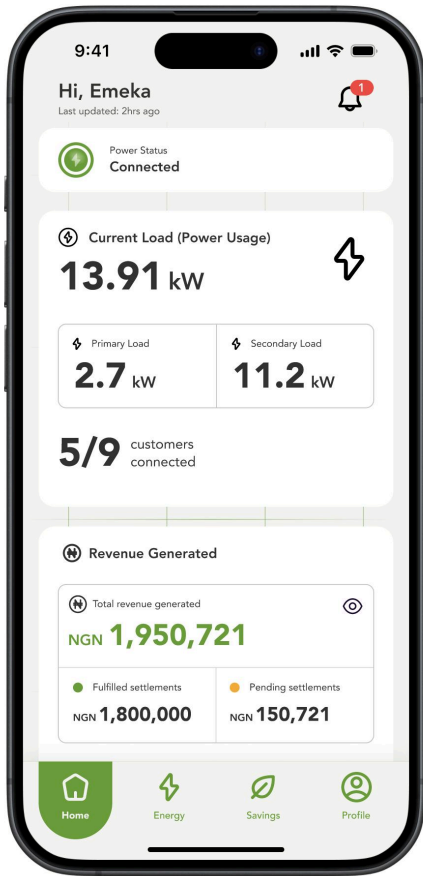 9:41
Hi, Emeka
1
Last updated: 2hrs ago
Power Status
Connected
Current Load (Power Usage)
13.91 kW
Primary Load
2.7 kW
Secondary Load
11.2 kW
5/9 customers
connected
Revenue Generated
Total revenue generated
NGN 1,950,721
Fulfilled settlements
NGN 1,800,000
Pending settlements
NGN 150,721
Home
Energy
Savings
Profile